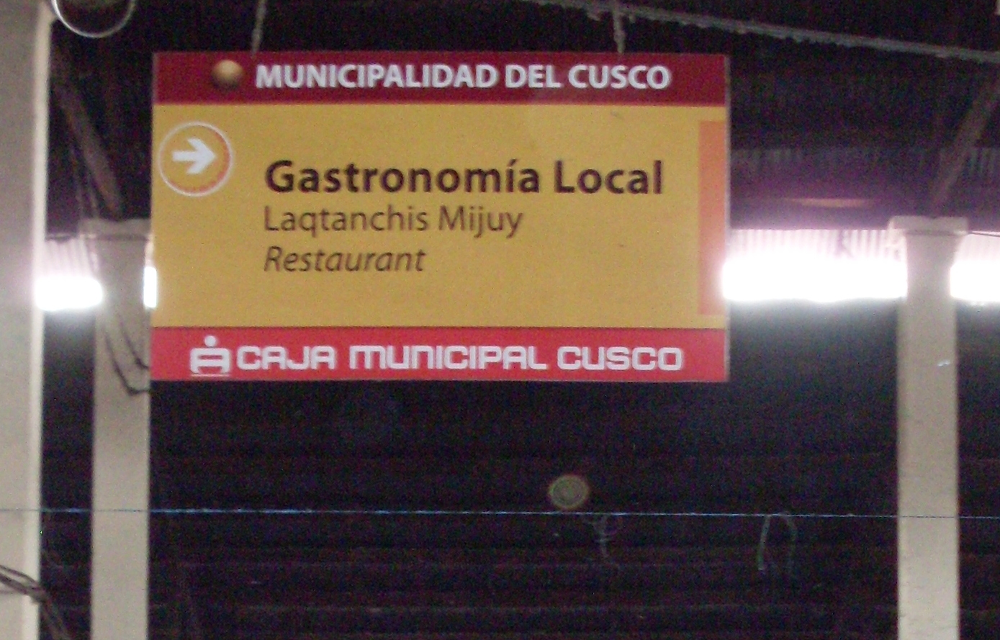 MUNICIPALIDAD DEL CUSCO
Gastronomía Local
Laqtanchis Mijuy
Restaurant
CAJA MUNICIPAL CUSCO